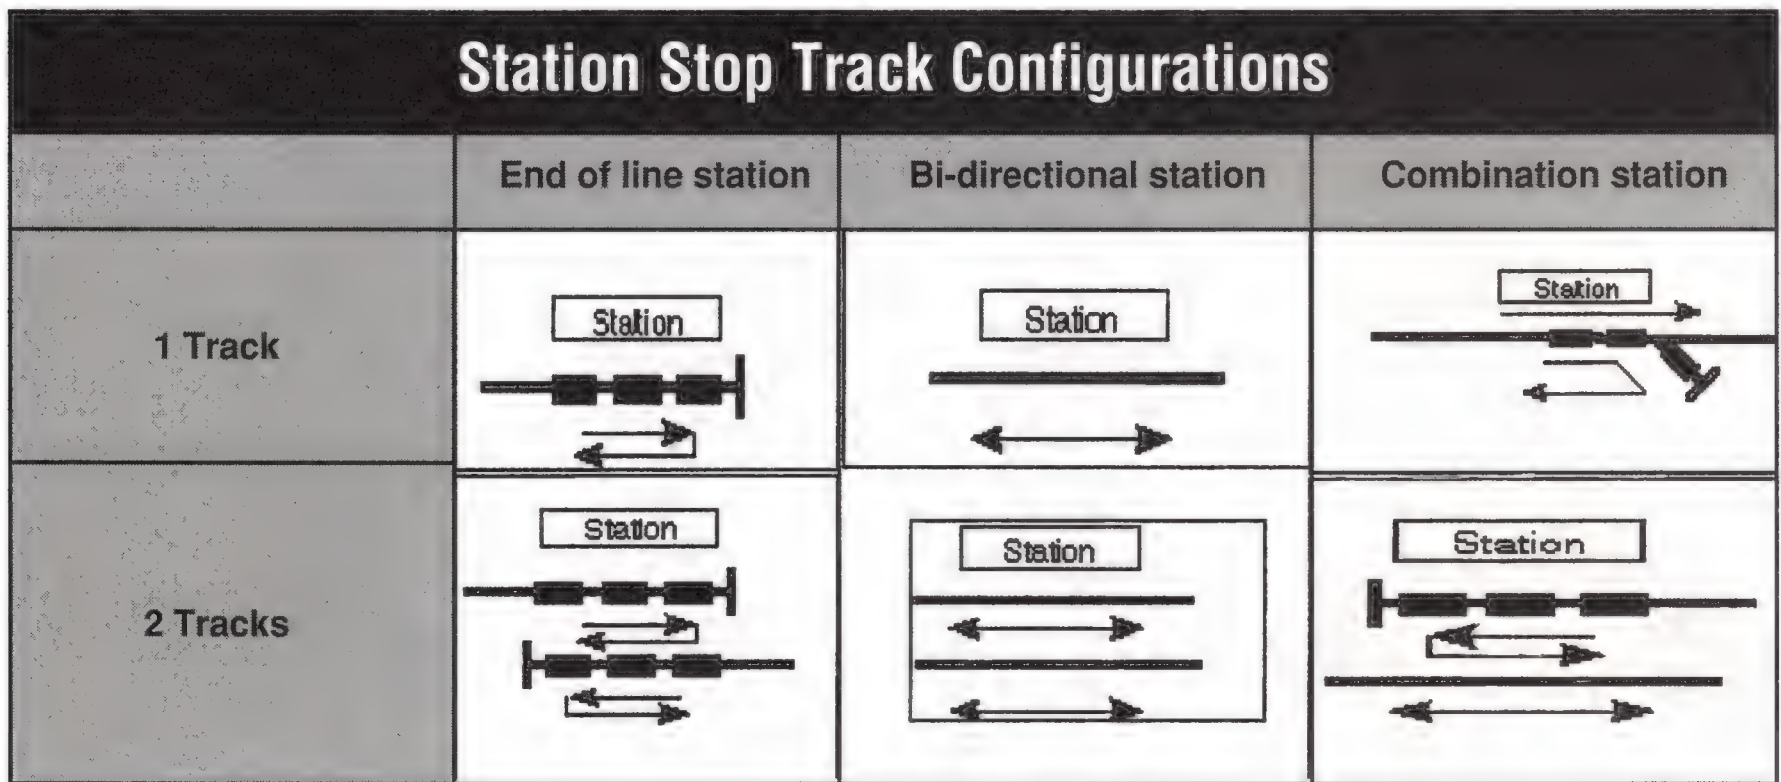 Station Stop Track Configurations
End of line station
Bi-directional station
Combination station
1 Track
Station
Station
Station
2 Tracks
Station
Station
Station